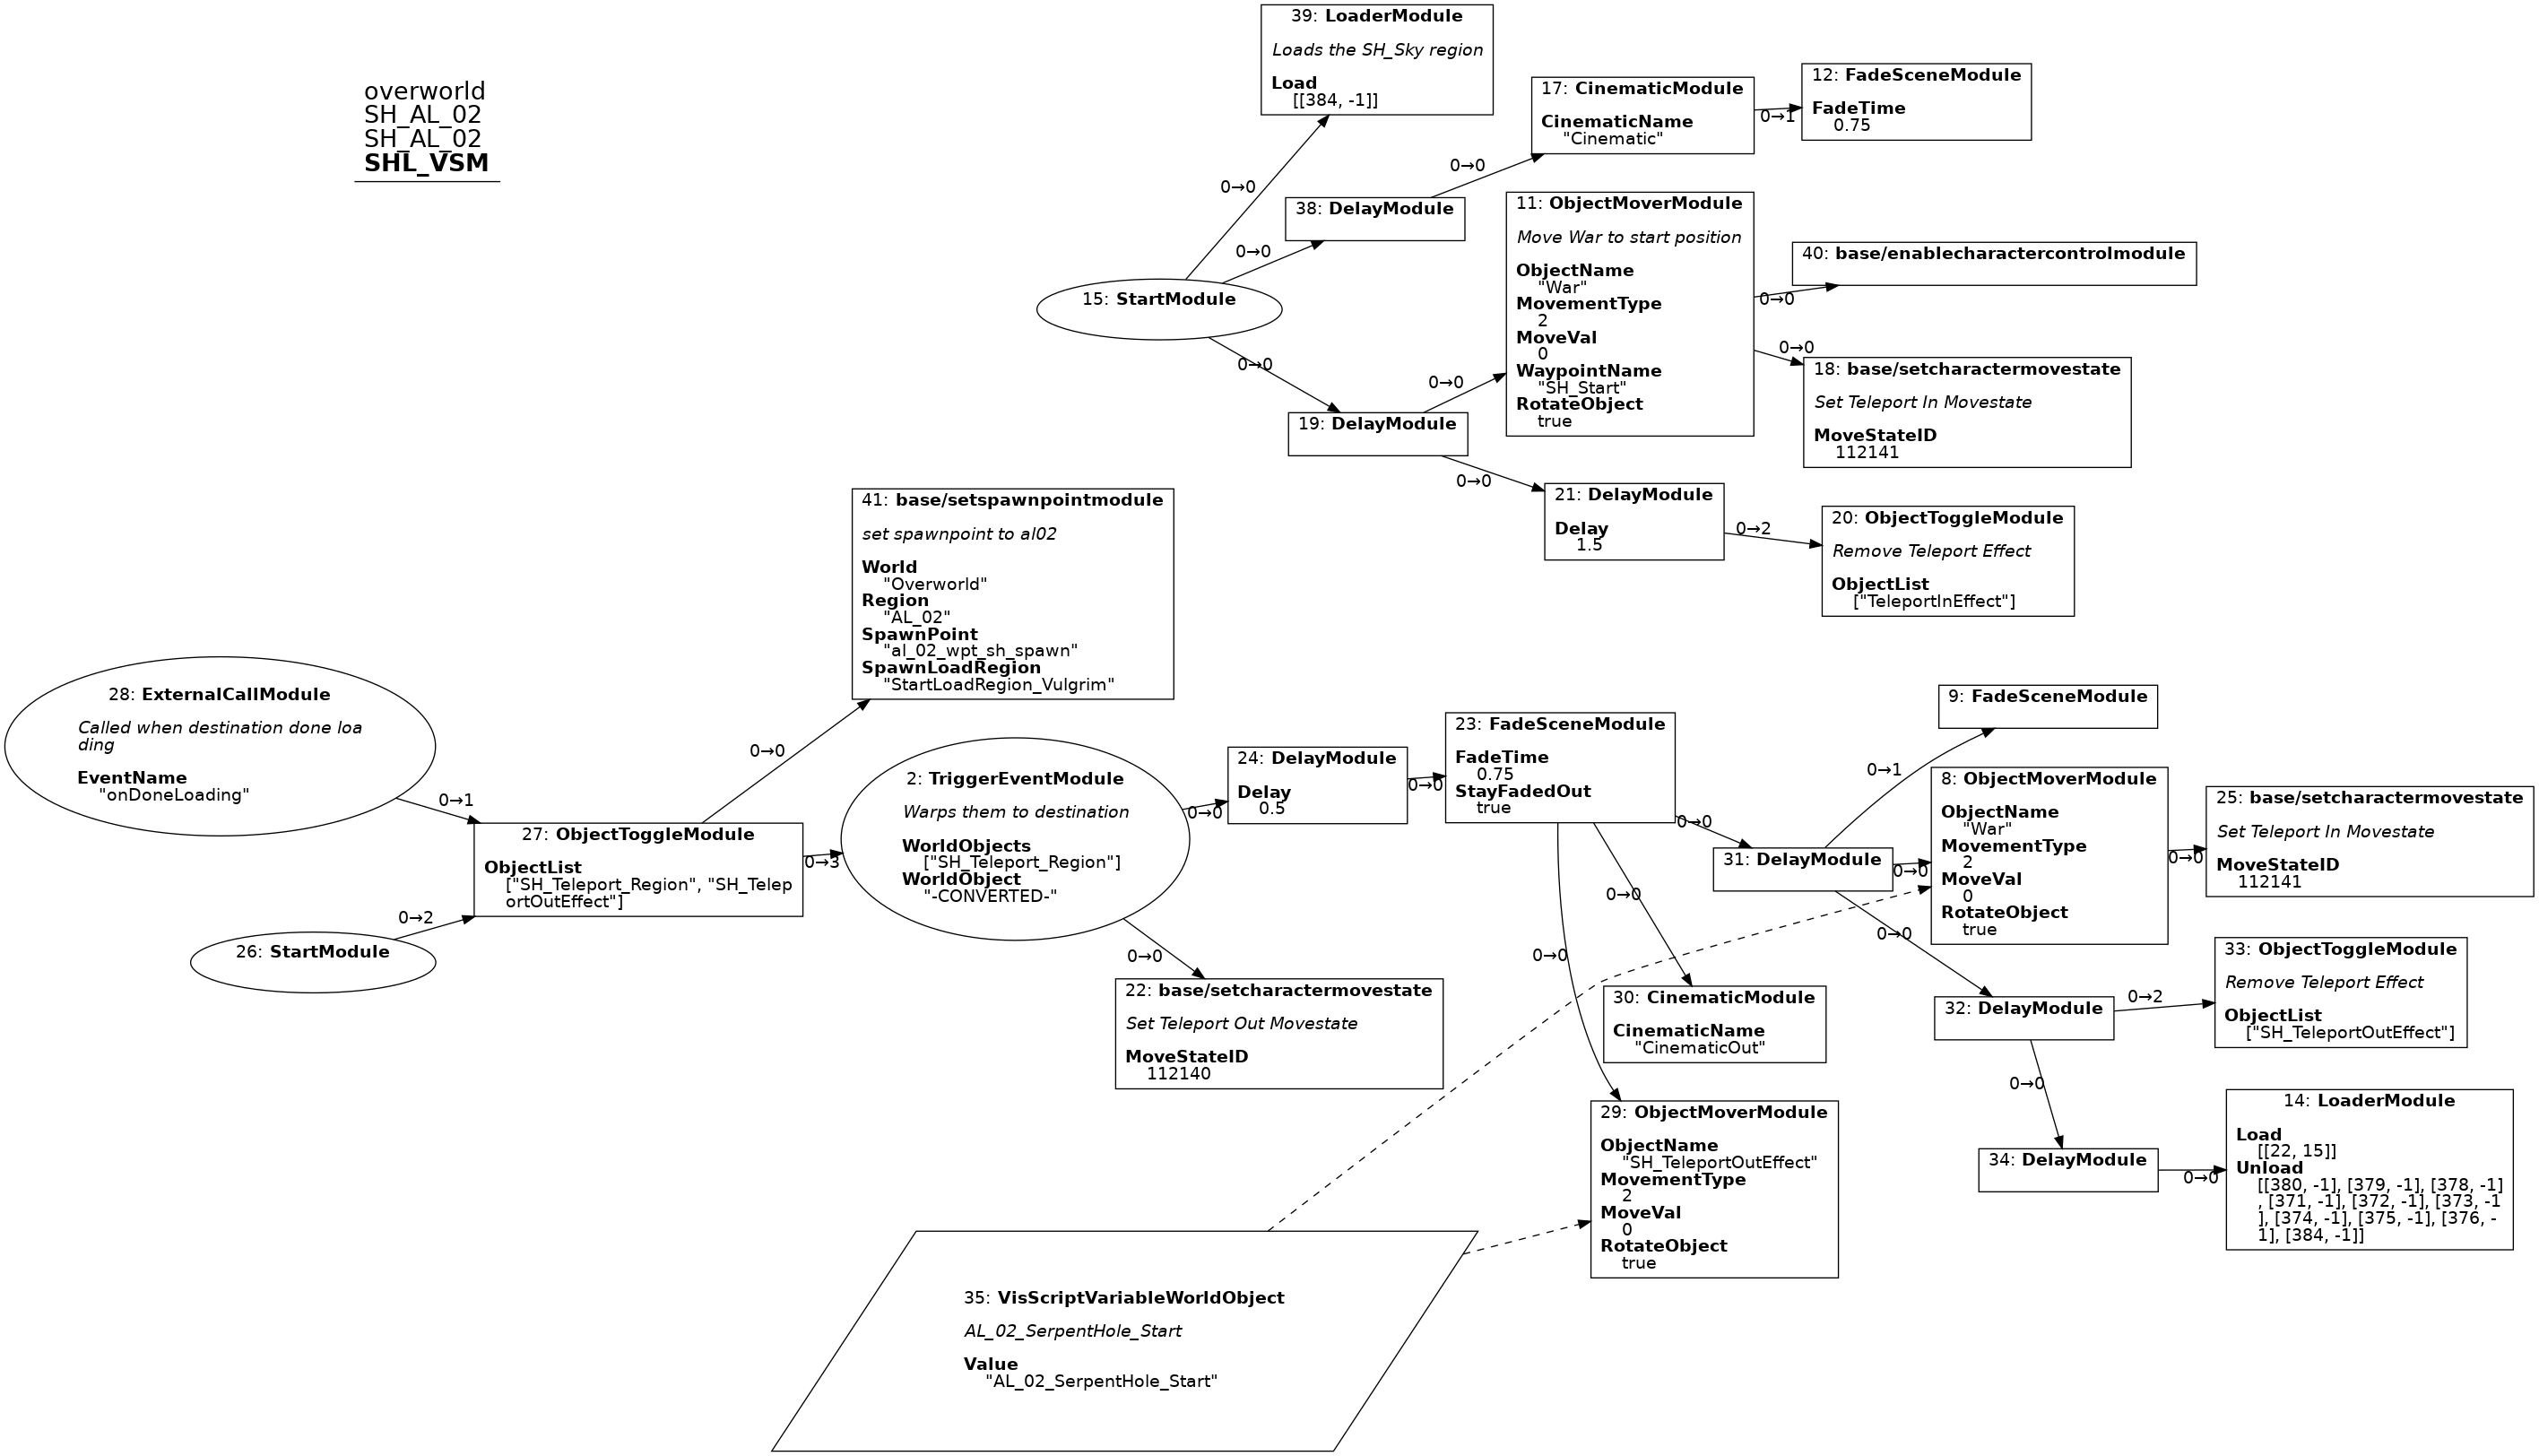 overworld
SH_AL_02
SH_AL_02
SHL_VSM
39: LoaderModule
Loads the SH_Sky region
Load
[[384, -1]]
17: CinematicModule
CinematicName
"Cinematic"
0→1
12: FadeSceneModule
FadeTime
0.75
0→0
0→0
38: DelayModule
0→0
15: StartModule
11: ObjectMoverModule
Move War to start position
ObjectName
"War"
MovementType
2
MoveVal
0
WaypointName
"SH_Start"
RotateObject
true
40: base/enablecharactercontrolmodule
0→0
0→0
18: base/setcharactermovestate
Set Teleport In Movestate
MoveStateID
112141
0→0
0→0
19: DelayModule
0→0
21: DelayModule
Delay
1.5
0→2
20: ObjectToggleModule
Remove Teleport Effect
ObjectList
["TeleportInEffect"]
41: base/setspawnpointmodule
set spawnpoint to al02
World
"Overworld"
Region
"AL_02"
SpawnPoint
"al_02_wpt_sh_spawn"
SpawnLoadRegion
"StartLoadRegion_Vulgrim"
28: ExternalCallModule
Called when destination done loa
ding
EventName
"onDoneLoading"
0→1
0→0
27: ObjectToggleModule
ObjectList
["SH_Teleport_Region", "SH_Telep
ortOutEffect"]
0→2
26: StartModule
0→3
2: TriggerEventModule
Warps them to destination
WorldObjects
["SH_Teleport_Region"]
WorldObject
"-CONVERTED-"
0→0
24: DelayModule
Delay
0.5
0→0
23: FadeSceneModule
FadeTime
0.75
StayFadedOut
true
0→0
31: DelayModule
0→1
9: FadeSceneModule
0→0
8: ObjectMoverModule
ObjectName
"War"
MovementType
2
MoveVal
0
RotateObject
true
0→0
25: base/setcharactermovestate
Set Teleport In Movestate
MoveStateID
112141
0→0
22: base/setcharactermovestate
Set Teleport Out Movestate
MoveStateID
112140
0→0
0→0
30: CinematicModule
CinematicName
"CinematicOut"
0→0
32: DelayModule
0→2
33: ObjectToggleModule
Remove Teleport Effect
ObjectList
["SH_TeleportOutEffect"]
29: ObjectMoverModule
ObjectName
"SH_TeleportOutEffect"
MovementType
2
MoveVal
0
RotateObject
true
0→0
34: DelayModule
0→0
14: LoaderModule
Load
[[22, 15]]
Unload
[[380, -1], [379, -1], [378, -1]
, [371, -1], [372, -1], [373, -1
], [374, -1], [375, -1], [376, -
1], [384, -1]]
35: VisScriptVariableWorldObject
AL_02_SerpentHole_Start
Value
"AL_02_SerpentHole_Start"